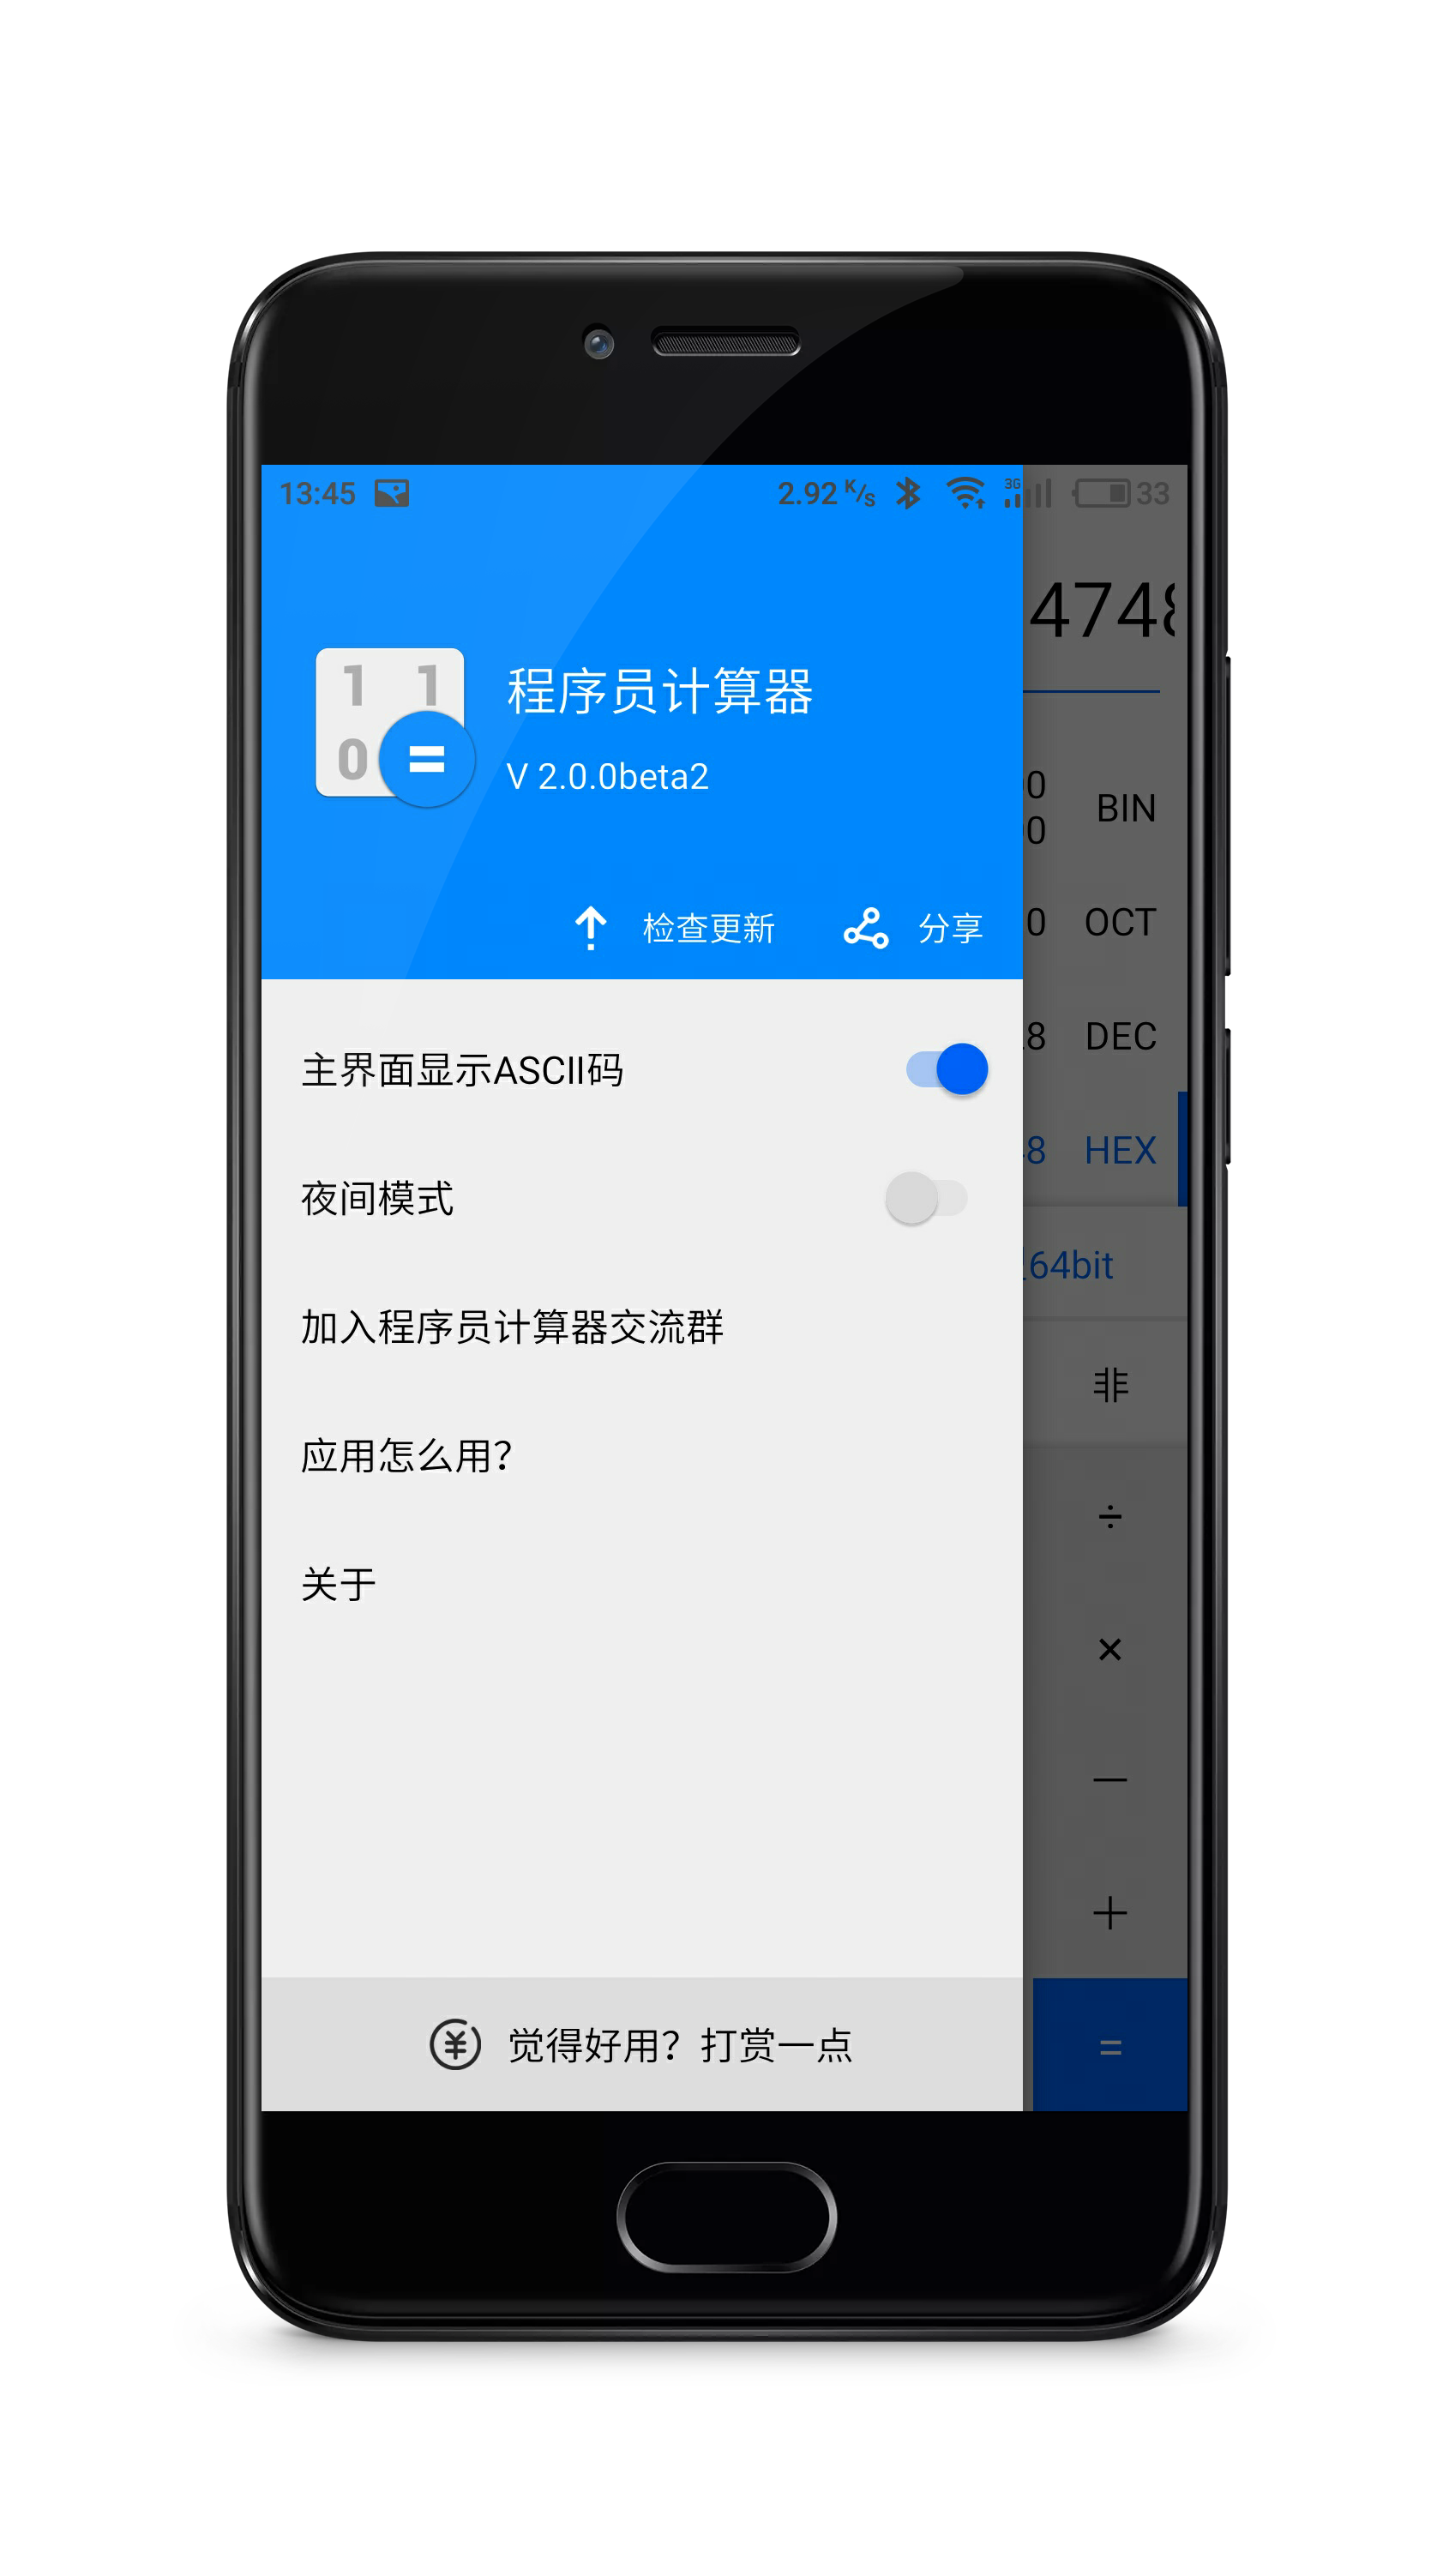 13:45
2.92 K/s
3G
33
4748
1 1
0 =
程序员计算器
V 2.0.0beta2
检查更新
分享
0
0
BIN
0
OCT
8
DEC
8
HEX
64bit
主界面显示ASCII码
夜间模式
加入程序员计算器交流群
非
应用怎么用？
÷
关于
×
—
+
觉得好用？打赏一点
=